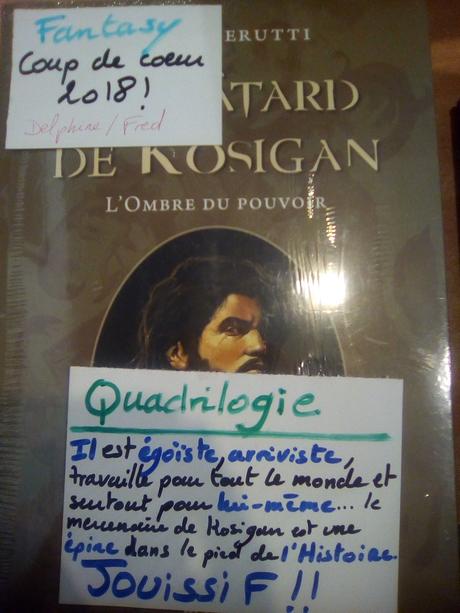 Fantasy
Coup de coeur
2018!
Delphine/Fred
ERUTTI
TARD
DE KOSIGAN
L'OMBRE DU POUVOIR
Quadrilogie
Il est égoïste, arriviste,
travaille pour tout le monde et
surtout pour lui-même... le
mercenaire de Kosigan est une
épine dans le pied de l'Histoire.
JOUISSIF !!